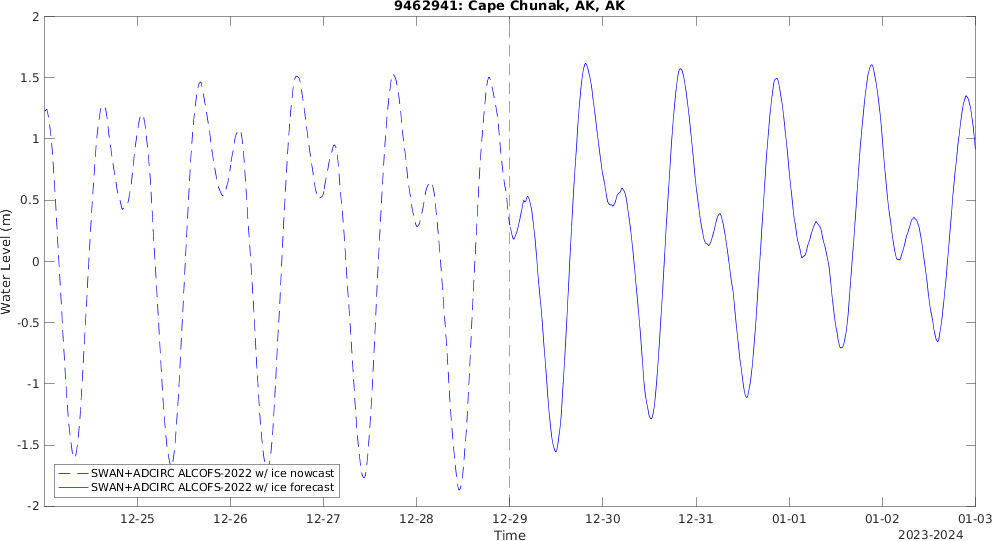 9462941: Cape Chunak, AK, AK
Water Level (m)
2
1.5
1
0.5
0
-0.5
-1
-1.5
-2
SWAN+ADCIRC ALCOFS-2022 w/ ice nowcast
SWAN+ADCIRC ALCOFS-2022 w/ ice forecast
12-25 12-26 12-27 12-28 12-29 12-30 12-31 01-01 01-02 01-03
Time
2023-2024